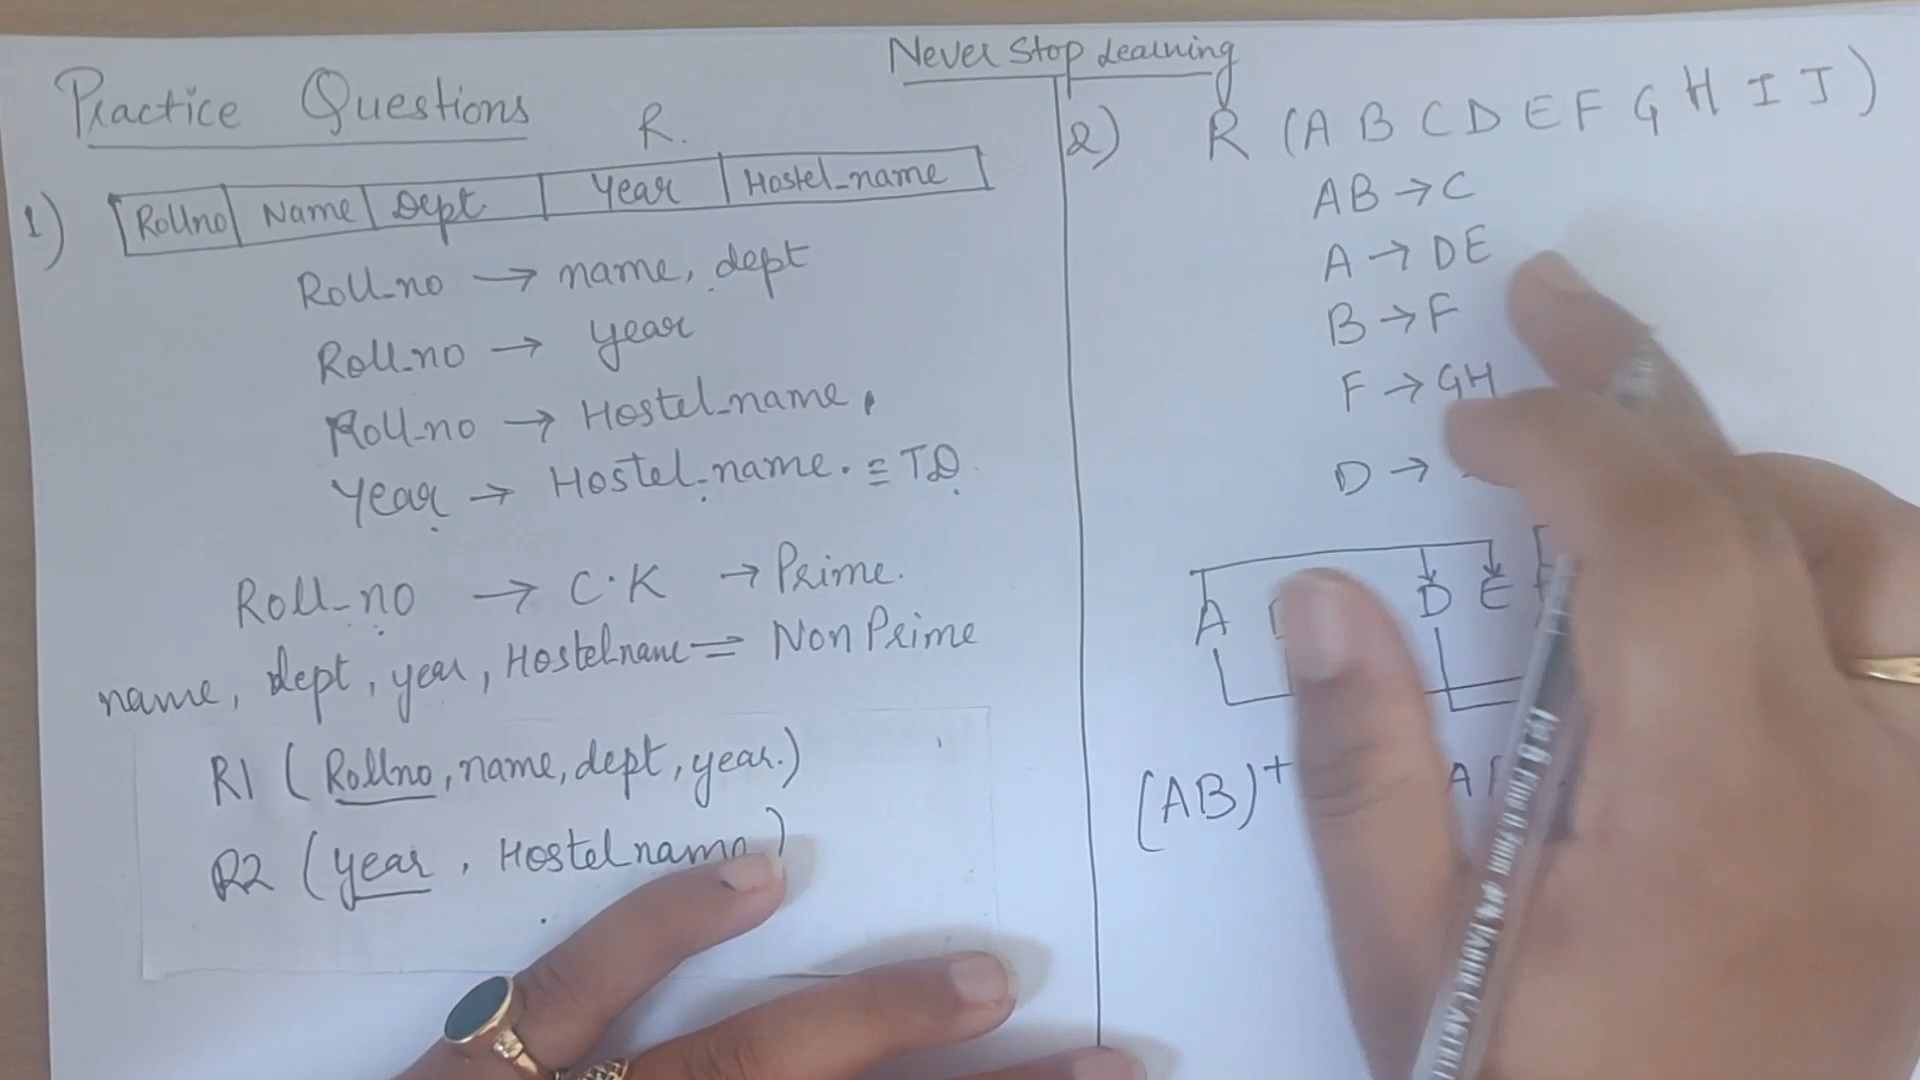 Never Stop Learning
Practice Questions
R.
1)
Rollno Name Dept. Year Hostel_name
Roll_no → name, dept
Roll_no → year
Roll_no → Hostel_name,
Year → Hostel_name. = TD.
Roll_no → C.K → Prime.
name, dept, year, Hostelname = Non Prime
R1 (Rollno, name, dept, year.)
R2 (year, Hostelname)
2) R (A B C D E F G H I J)
AB → C
A → DE
B → F
F → GH
D →
A D E
(AB)+ A